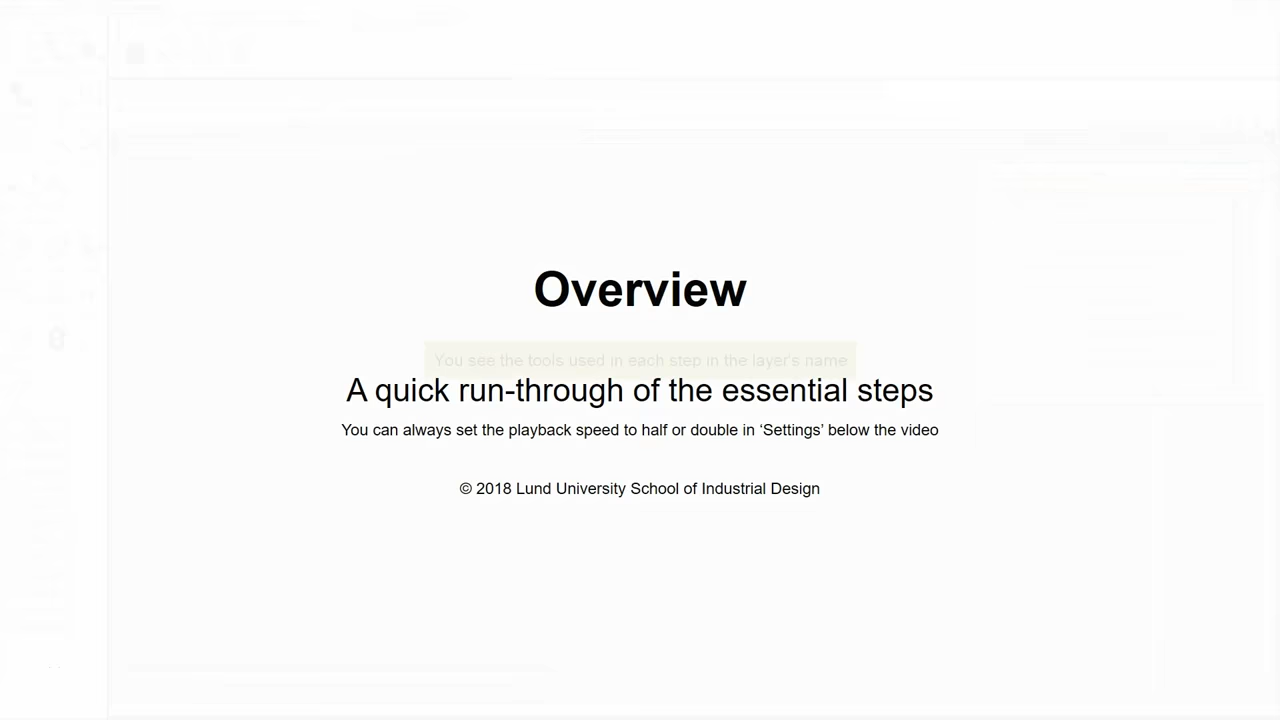 Overview
You see the tools used in each step in the layer's name
A quick run-through of the essential steps
You can always set the playback speed to half or double in ‘Settings’ below the video
© 2018 Lund University School of Industrial Design